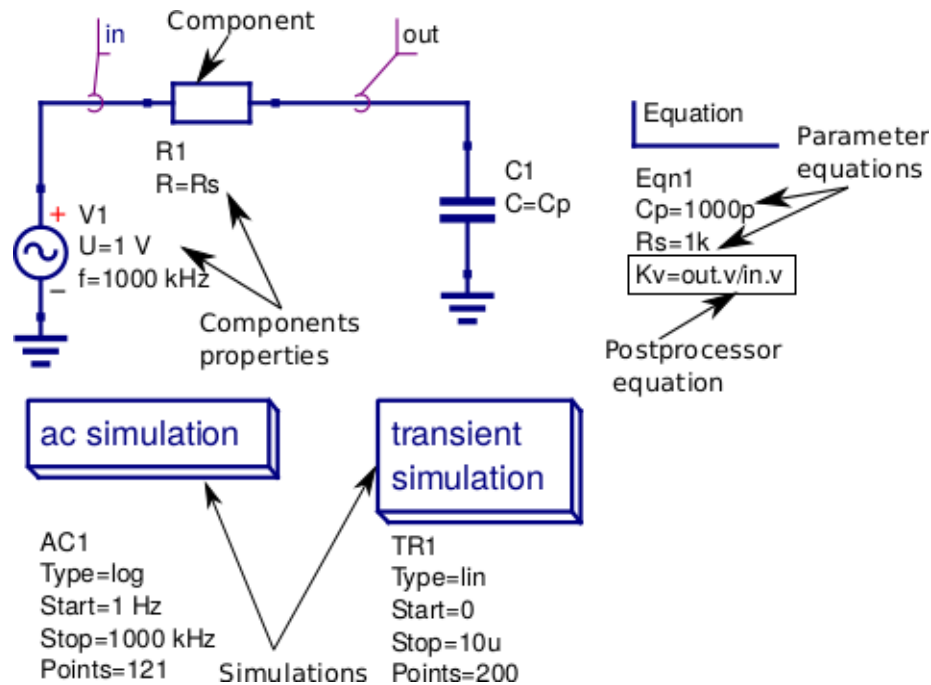 in
Component
out
R1
R=Rs
+
V1
U=1 V
f=1000 kHz
−
C1
C=Cp
Components
properties
Equation
Parameter
equations
Eqn1
Cp=1000p
Rs=1k
Kv=out.v/in.v
Postprocessor
equation
ac simulation
transient
simulation
AC1
Type=log
Start=1 Hz
Stop=1000 kHz
Points=121
Simulations
TR1
Type=lin
Start=0
Stop=10u
Points=200